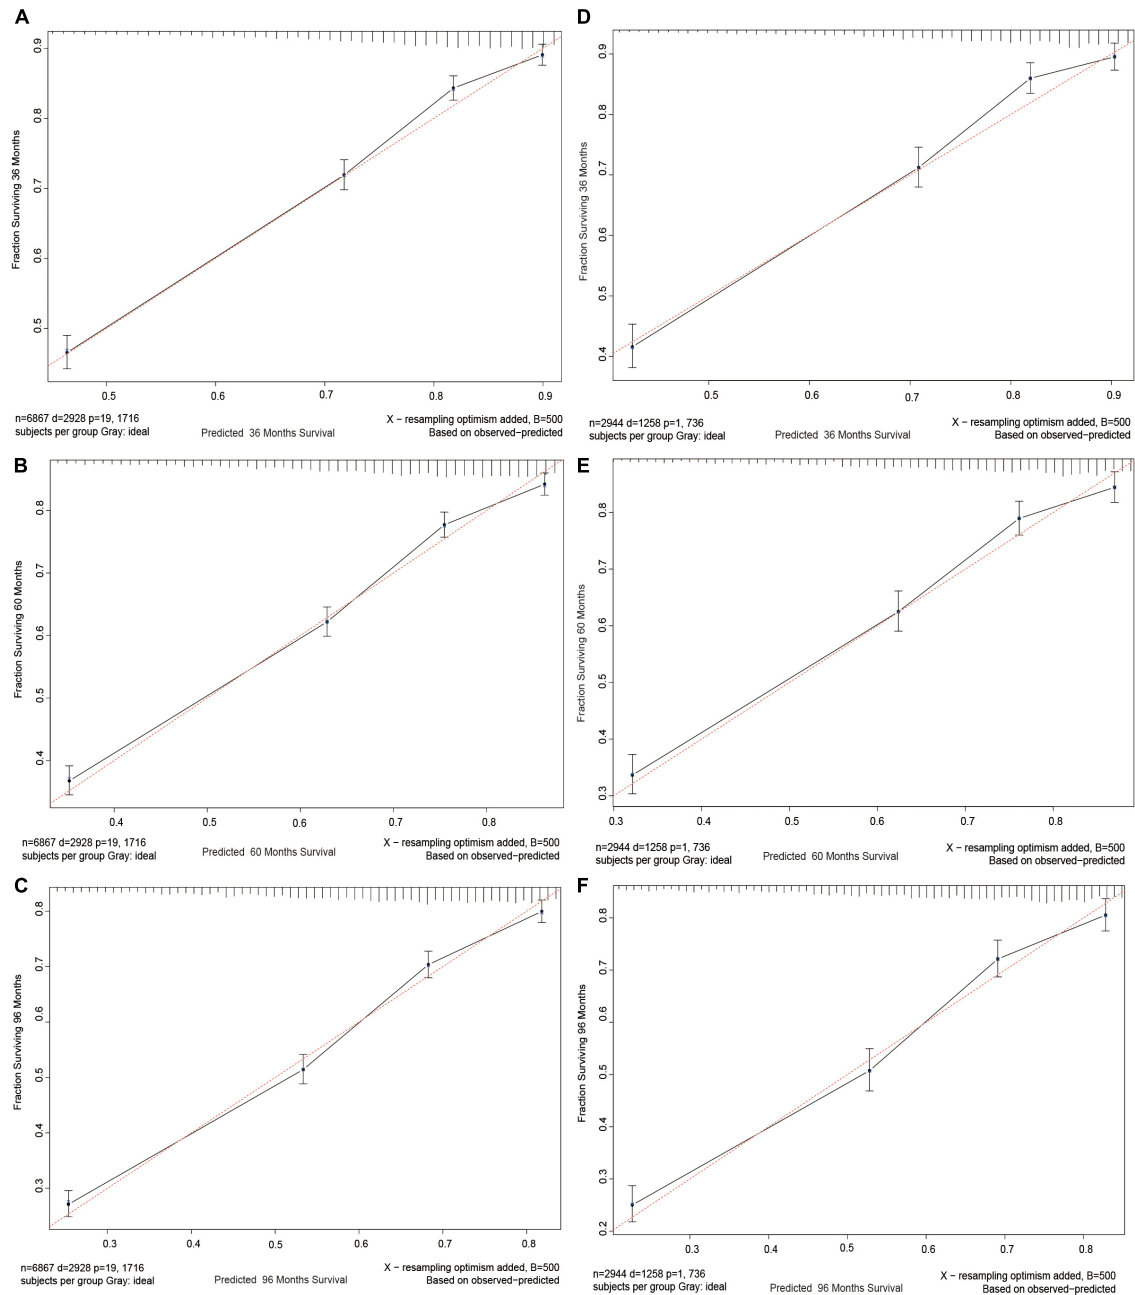 A
Fraction Surviving 36 Months
0.9
0.8
0.7
0.6
0.5
0.5 0.6 0.7 0.8 0.9
n=6867 d=2928 p=19, 1716
subjects per group Gray: ideal
Predicted 36 Months Survival
X − resampling optimism added, B=500
Based on observed−predicted
D
Fraction Surviving 36 Months
0.9
0.8
0.7
0.6
0.5
0.4
0.5 0.6 0.7 0.8 0.9
n=2944 d=1258 p=1, 736
subjects per group Gray: ideal
Predicted 36 Months Survival
X − resampling optimism added, B=500
Based on observed−predicted
B
Fraction Surviving 60 Months
0.8
0.7
0.6
0.5
0.4
0.4 0.5 0.6 0.7 0.8
n=6867 d=2928 p=19, 1716
subjects per group Gray: ideal
Predicted 60 Months Survival
X − resampling optimism added, B=500
Based on observed−predicted
E
Fraction Surviving 60 Months
0.8
0.7
0.6
0.5
0.4
0.3
0.3 0.4 0.5 0.6 0.7 0.8
n=2944 d=1258 p=1, 736
subjects per group Gray: ideal
Predicted 60 Months Survival
X − resampling optimism added, B=500
Based on observed−predicted
C
Fraction Surviving 96 Months
0.8
0.7
0.6
0.5
0.4
0.3
0.3 0.4 0.5 0.6 0.7 0.8
n=6867 d=2928 p=19, 1716
subjects per group Gray: ideal
Predicted 96 Months Survival
X − resampling optimism added, B=500
Based on observed−predicted
F
Fraction Surviving 96 Months
0.8
0.7
0.6
0.5
0.4
0.3
0.2
0.3 0.4 0.5 0.6 0.7 0.8
n=2944 d=1258 p=1, 736
subjects per group Gray: ideal
Predicted 96 Months Survival
X − resampling optimism added, B=500
Based on observed−predicted